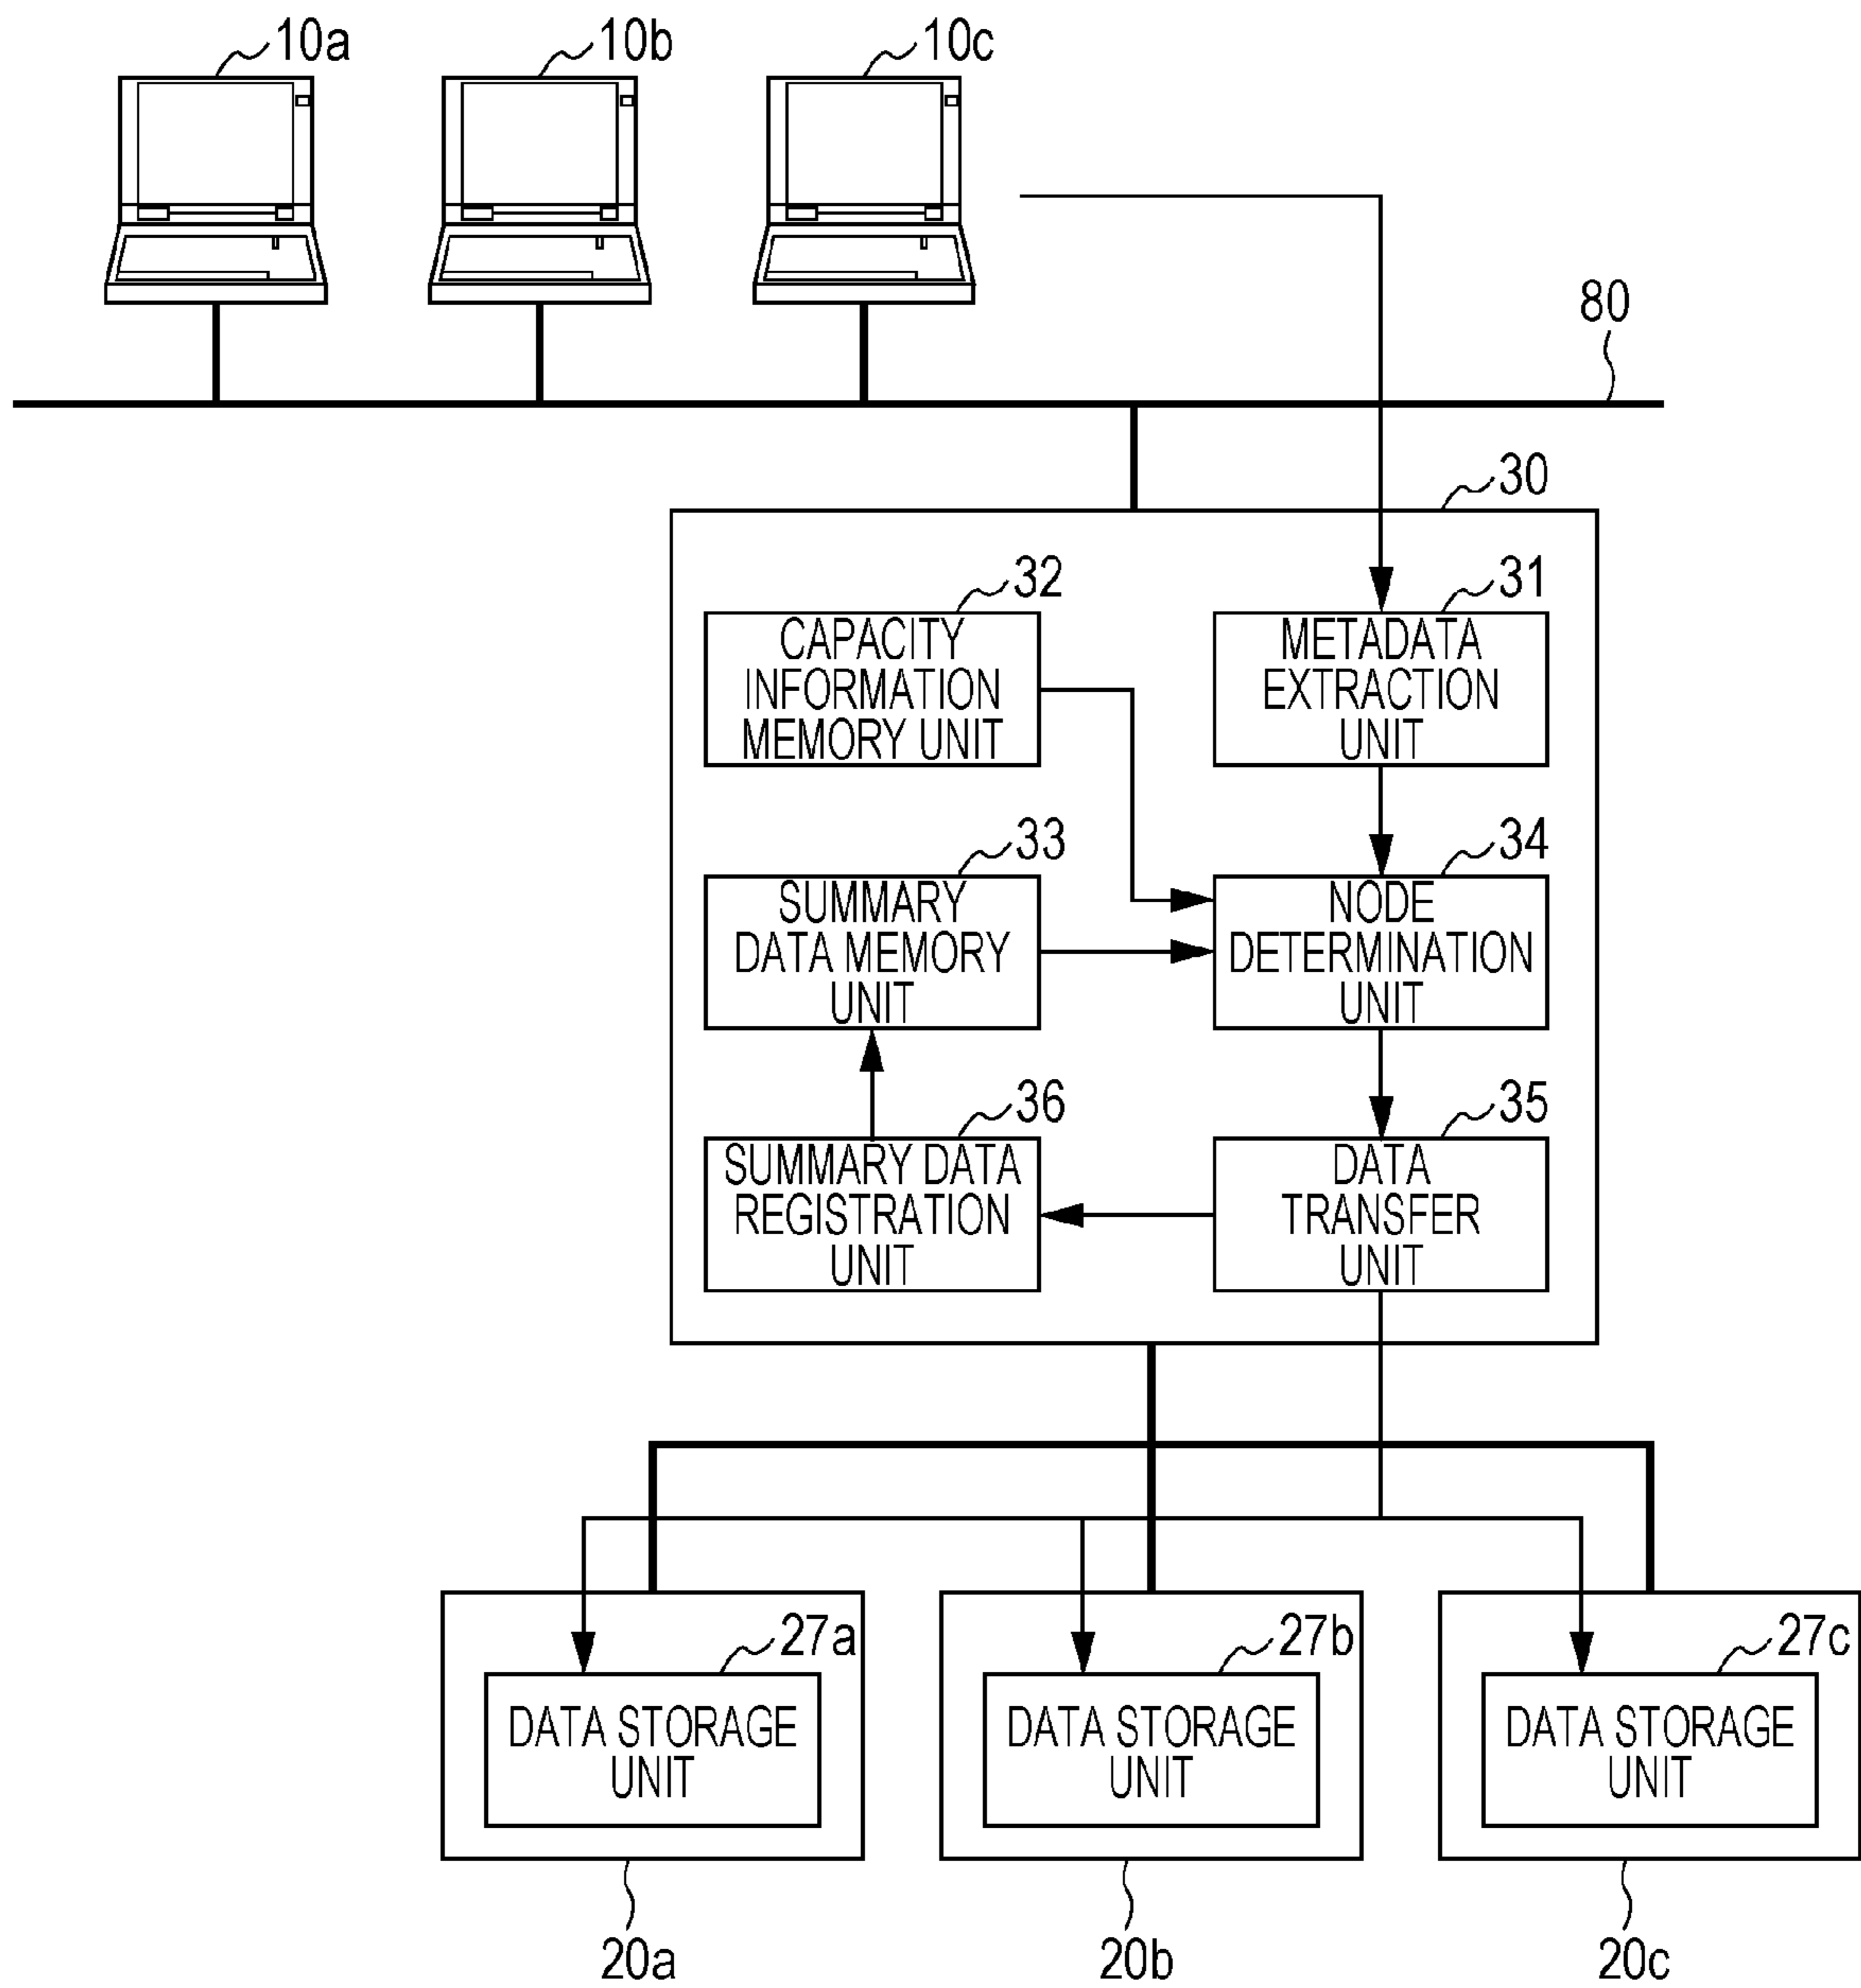 10a
10b
10c
80
30
32
31
CAPACITY
INFORMATION
MEMORY UNIT
METADATA
EXTRACTION
UNIT
33
34
SUMMARY
DATA MEMORY
UNIT
NODE
DETERMINATION
UNIT
36
35
SUMMARY DATA
REGISTRATION
UNIT
DATA
TRANSFER
UNIT
27a
27b
27c
DATA STORAGE
UNIT
DATA STORAGE
UNIT
DATA STORAGE
UNIT
20a
20b
20c